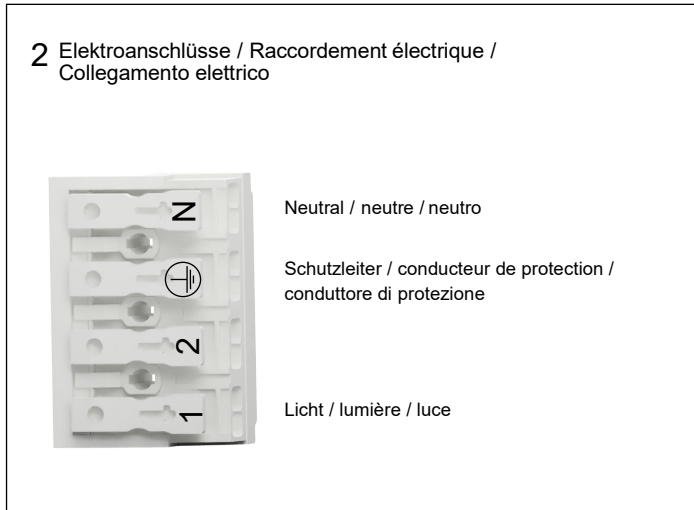 2 Elektroanschlüsse / Raccordement électrique /
Collegamento elettrico
N
Neutral / neutre / neutro
Schutzleiter / conducteur de protection /
conduttore di protezione
2
1
Licht / lumière / luce